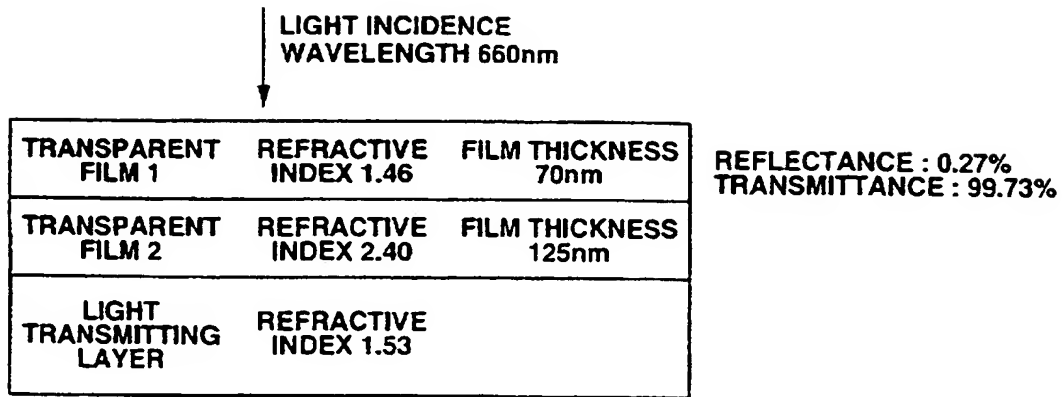 LIGHT INCIDENCE
WAVELENGTH 660nm
TRANSPARENT FILM 1
REFRACTIVE INDEX 1.46
FILM THICKNESS 70nm
REFLECTANCE : 0.27%
TRANSMITTANCE : 99.73%
TRANSPARENT FILM 2
REFRACTIVE INDEX 2.40
FILM THICKNESS 125nm
LIGHT TRANSMITTING LAYER
REFRACTIVE INDEX 1.53